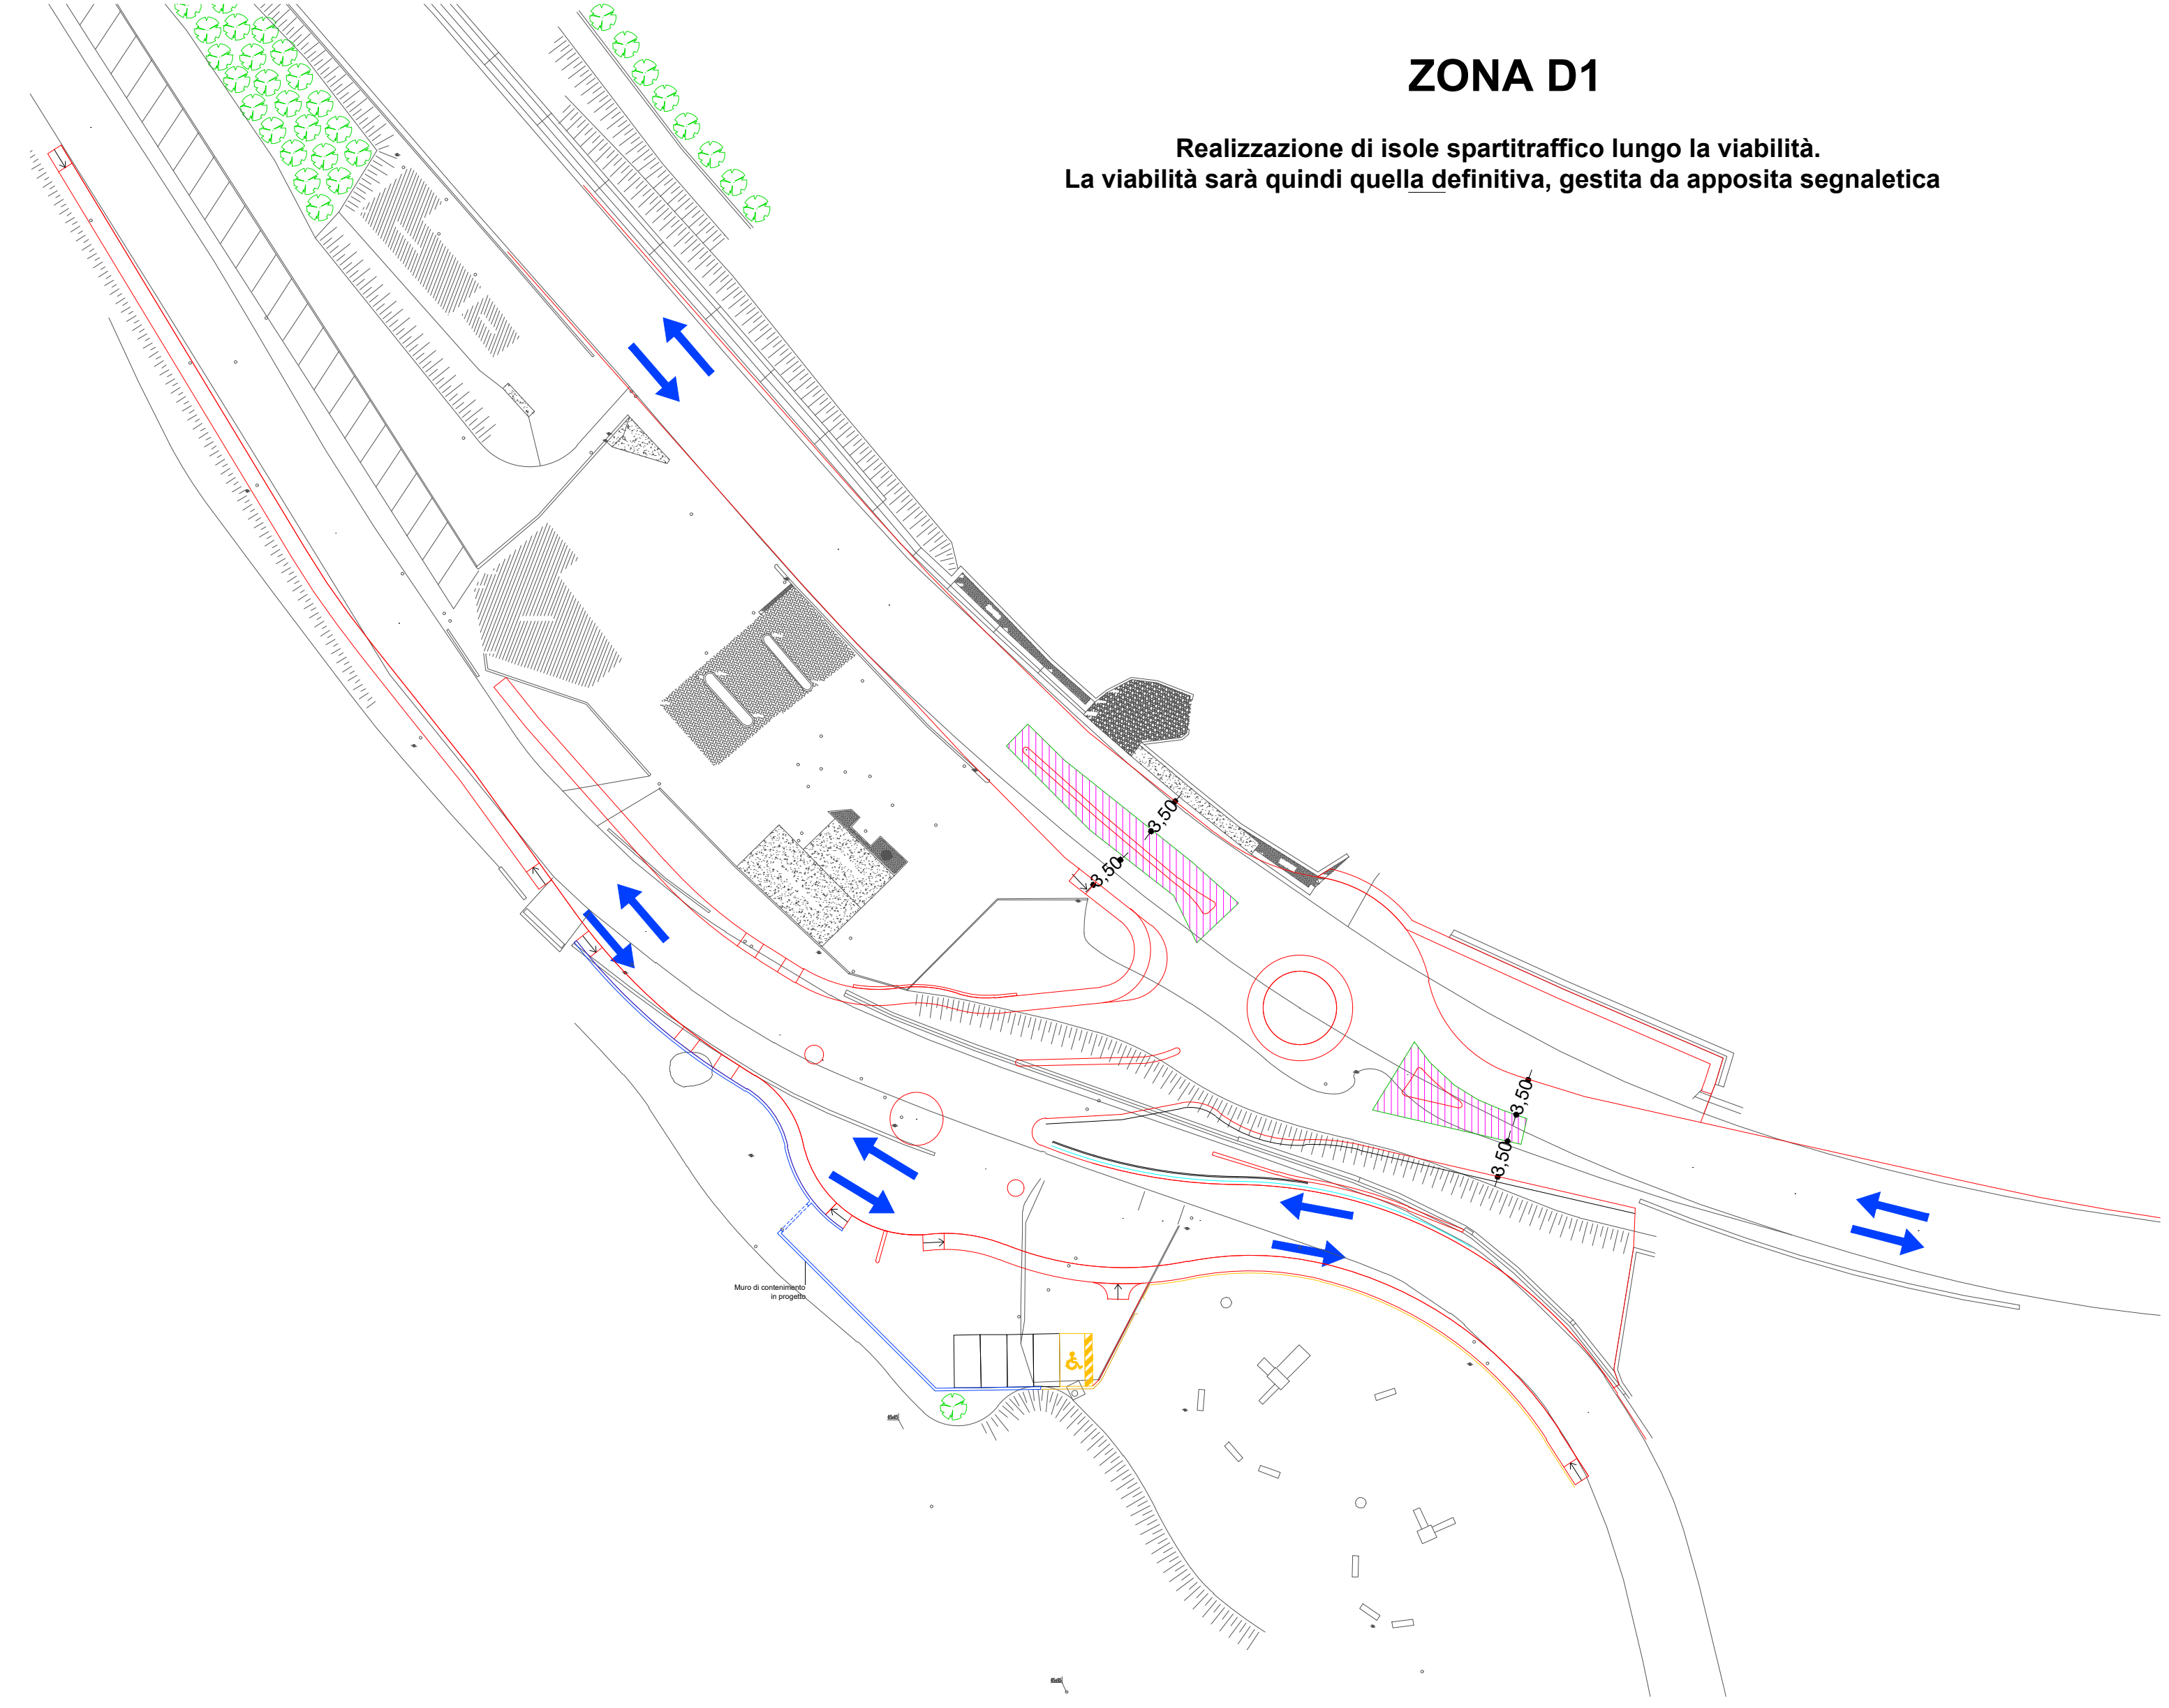 ZONA D1
Realizzazione di isole spartitraffico lungo la viabilità.
La viabilità sarà quindi quella definitiva, gestita da apposita segnaletica
3,50
3,50
3,50
3,50
Muro di contenimento
in progetto